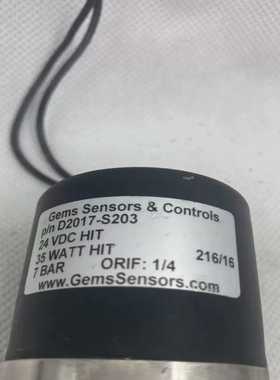 Gems Sensors & Controls
p/n D2017-S203
24 VDC HIT
35 WATT HIT 216/16
7 BAR ORIF: 1/4
www.GemsSensors.com